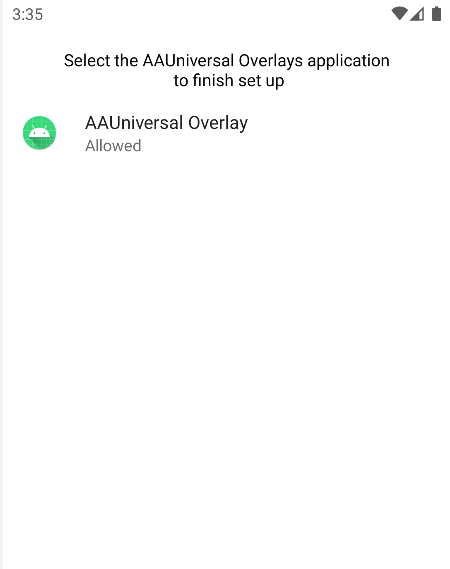 3:35
Select the AAUniversal Overlays application
to finish set up
AAUniversal Overlay
Allowed